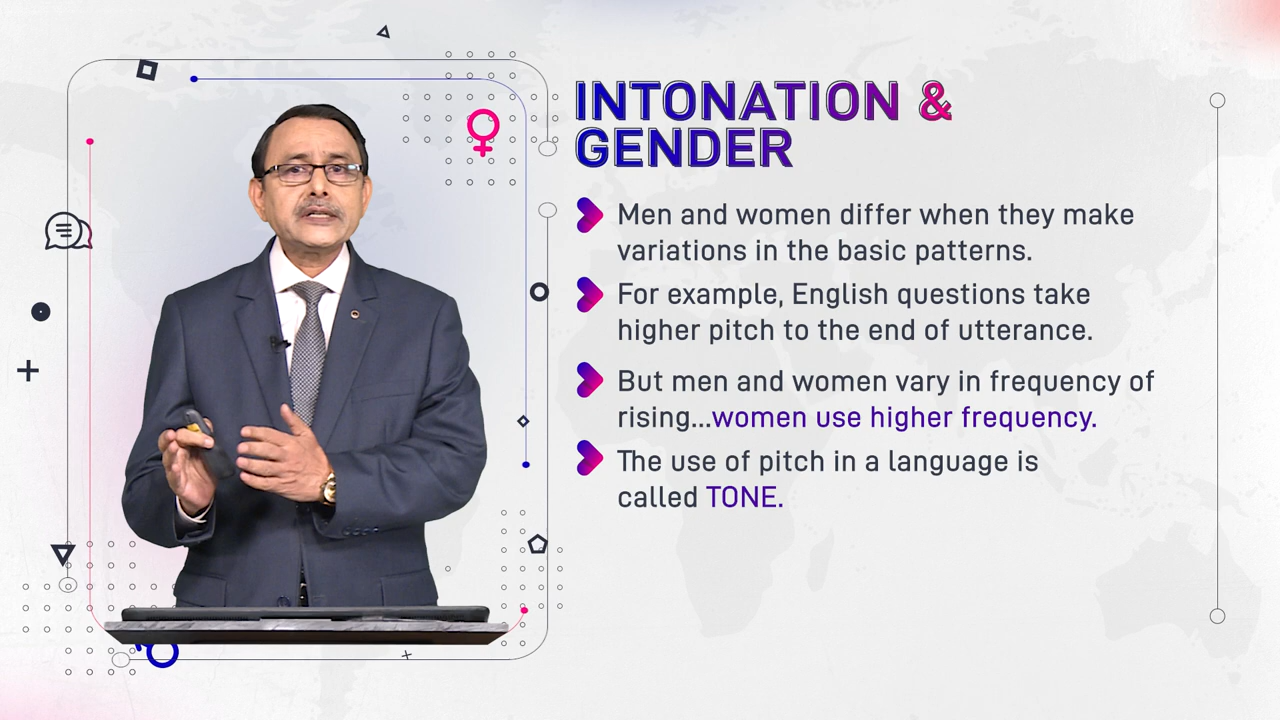 INTONATION &
GENDER
Men and women differ when they make
variations in the basic patterns.
For example, English questions take
higher pitch to the end of utterance.
But men and women vary in frequency of
rising...women use higher frequency.
The use of pitch in a language is
called TONE.